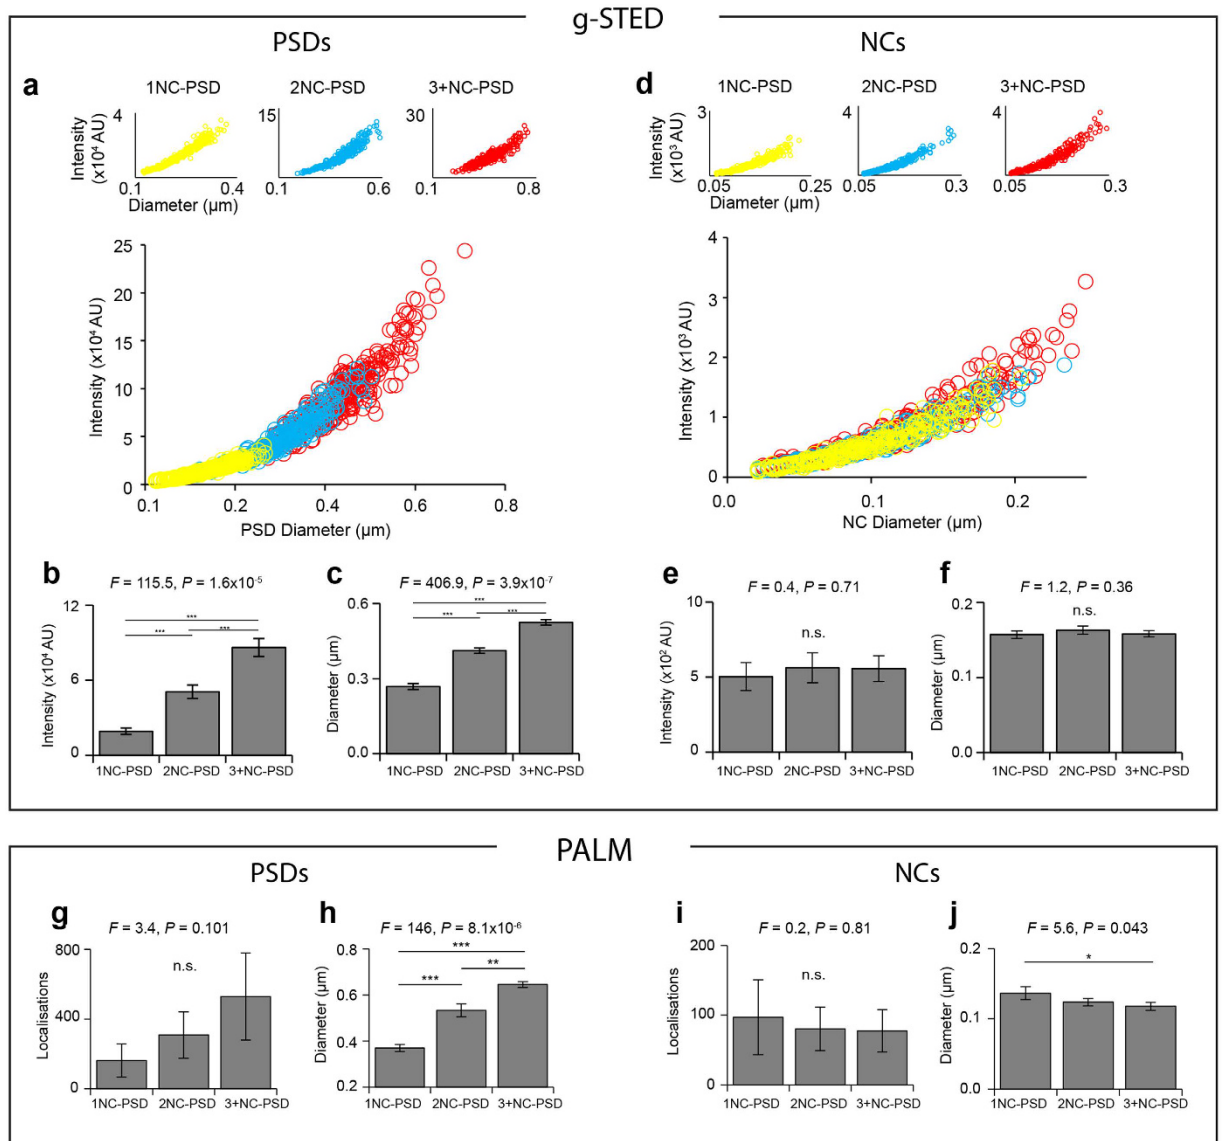 g-STED
PSDs
NCs
a
1NC-PSD
2NC-PSD
3+NC-PSD
Intensity
(x10⁴ AU)
4
0
0.1
0.4
15
0
0.1
0.6
30
0
0.1
0.8
Diameter (µm)
Intensity (x10⁴ AU)
25
20
15
10
5
0
0.1
0.2
0.4
0.6
0.8
PSD Diameter (µm)
d
1NC-PSD
2NC-PSD
3+NC-PSD
Intensity
(x10³ AU)
3
0
0.05
0.25
4
0
0.05
0.3
4
0
0.05
0.3
Diameter (µm)
Intensity (x10³ AU)
4
3
2
1
0
0.0
0.1
0.2
NC Diameter (µm)
b
F = 115.5, P = 1.6x10⁻⁵
*** 
*** ***
Intensity (x10⁴ AU)
12
6
0
1NC-PSD 2NC-PSD 3+NC-PSD
c
F = 406.9, P = 3.9x10⁻⁷
***
*** ***
Diameter (µm)
0.6
0.3
0.0
1NC-PSD 2NC-PSD 3+NC-PSD
e
F = 0.4, P = 0.71
n.s.
Intensity (x10² AU)
10
5
0
1NC-PSD 2NC-PSD 3+NC-PSD
f
F = 1.2, P = 0.36
n.s.
Diameter (µm)
0.2
0.1
0.0
1NC-PSD 2NC-PSD 3+NC-PSD
PALM
PSDs
NCs
g
F = 3.4, P = 0.101
n.s.
Localisations
800
400
0
1NC-PSD 2NC-PSD 3+NC-PSD
h
F = 146, P = 8.1x10⁻⁶
***
*** **
Diameter (µm)
0.8
0.6
0.4
0.2
1NC-PSD 2NC-PSD 3+NC-PSD
i
F = 0.2, P = 0.81
n.s.
Localisations
200
100
0
1NC-PSD 2NC-PSD 3+NC-PSD
j
F = 5.6, P = 0.043
*
Diameter (µm)
0.2
0.1
0.0
1NC-PSD 2NC-PSD 3+NC-PSD